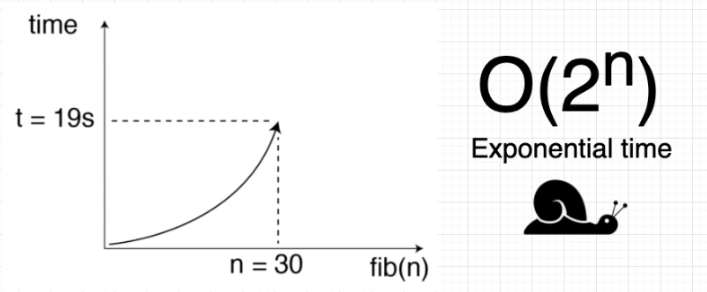 time
t = 19s
n = 30
fib(n)
O(2ⁿ)
Exponential time